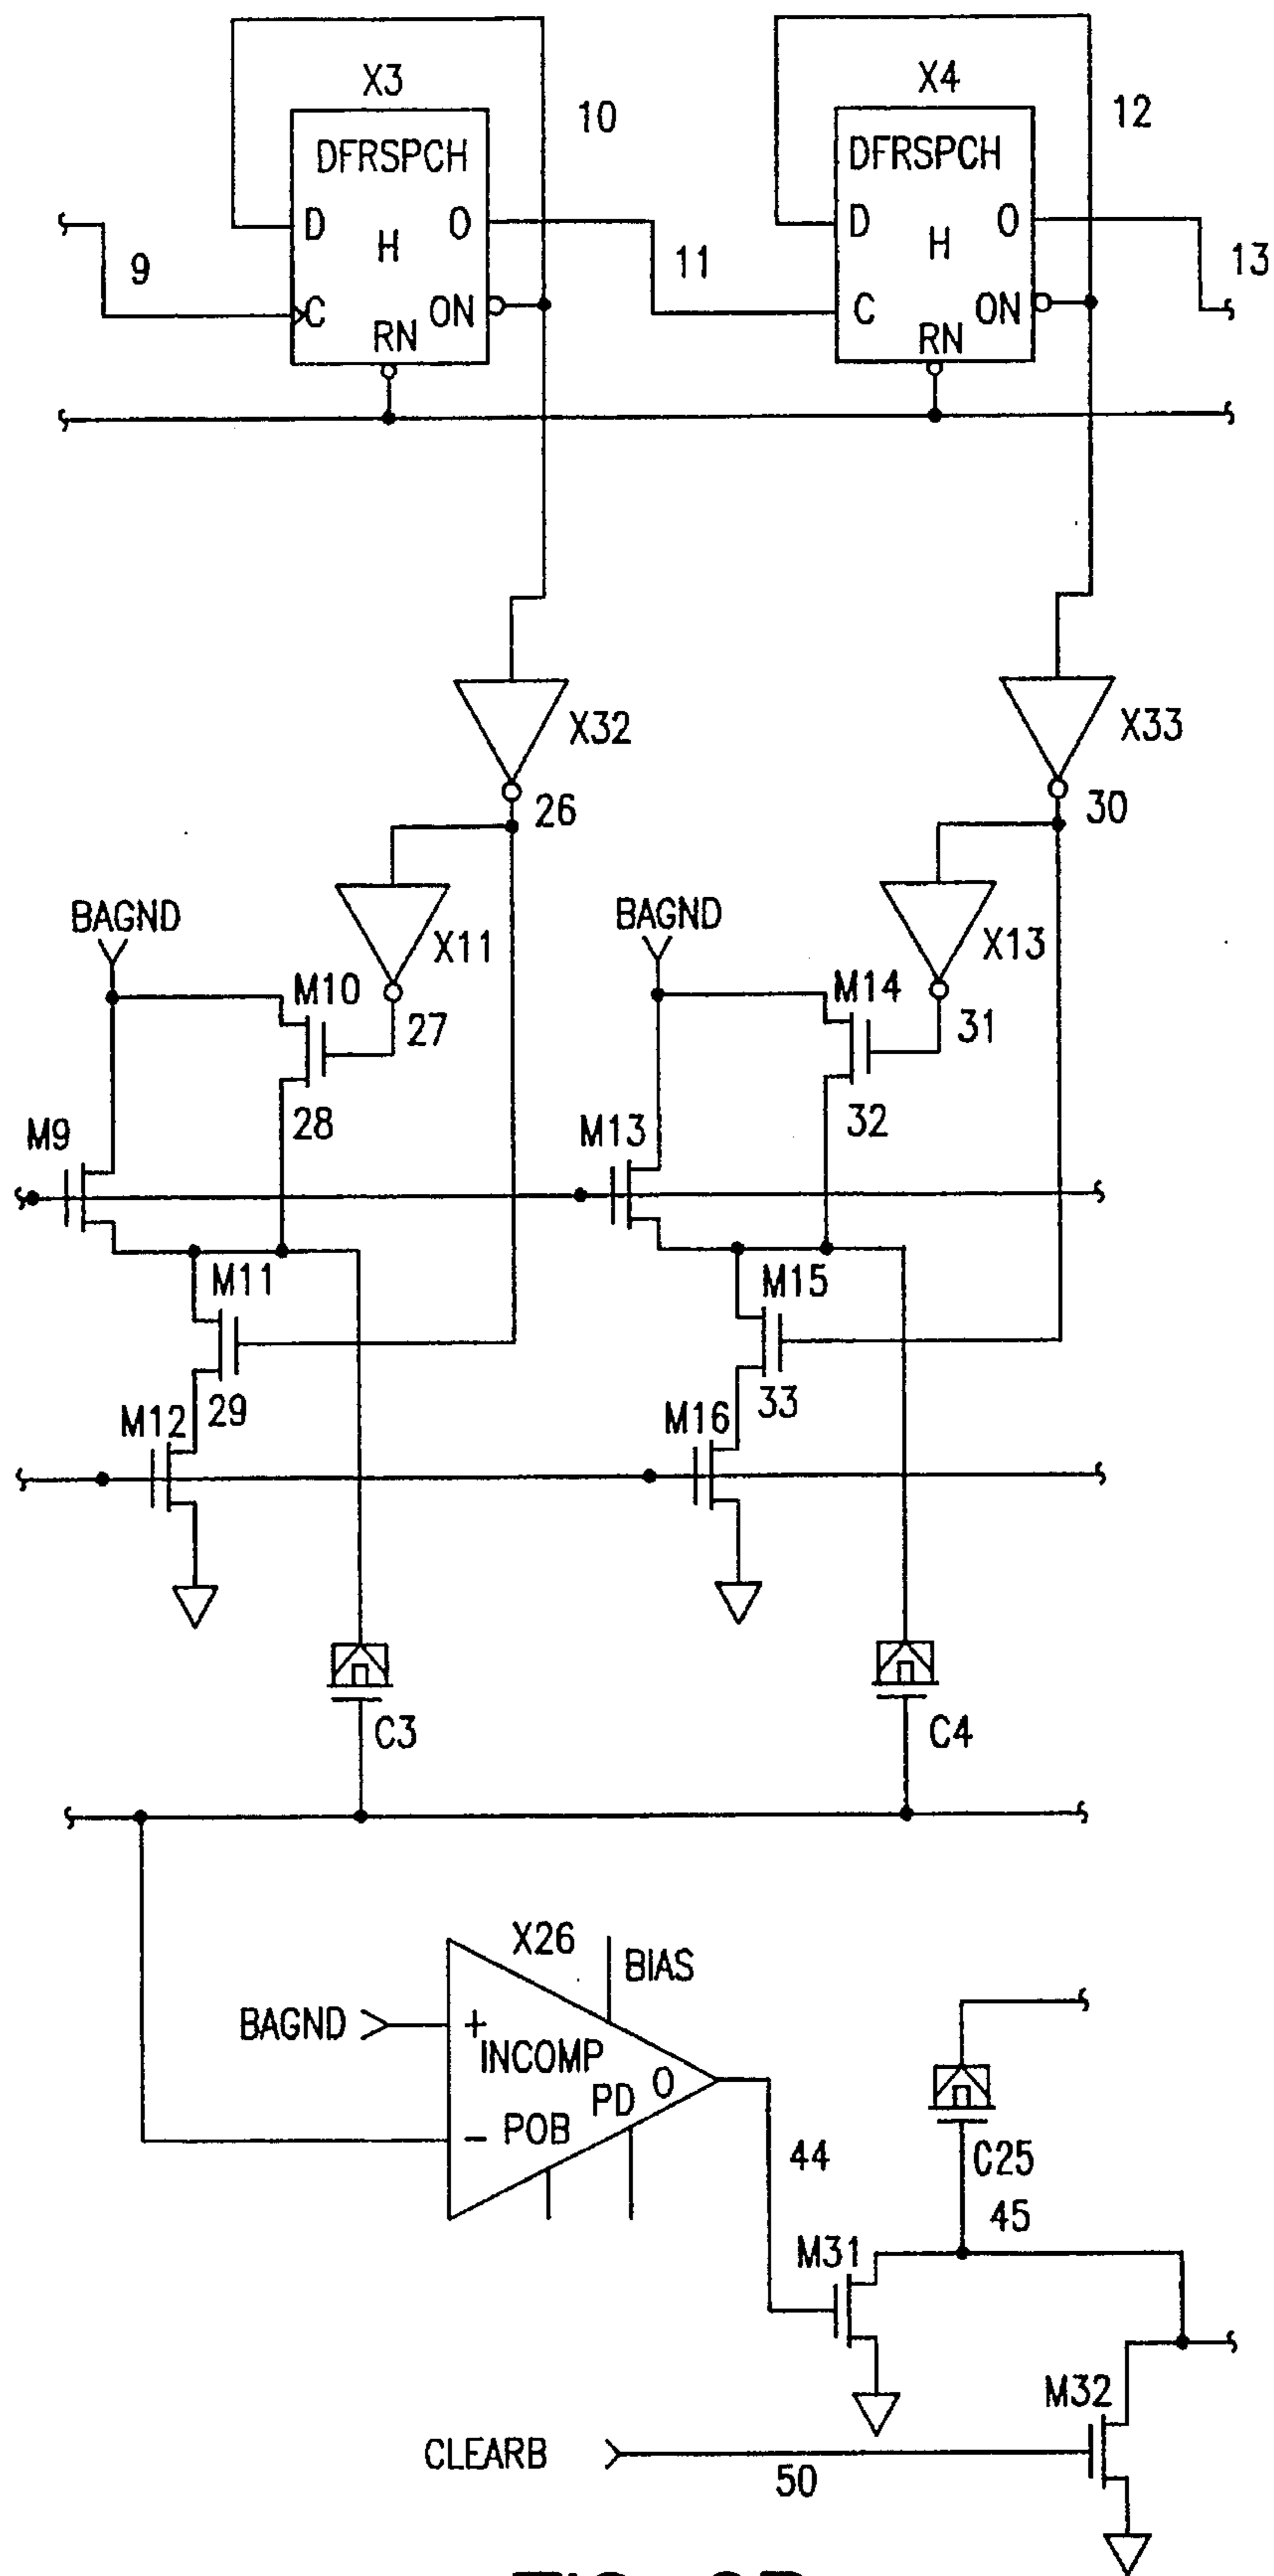 X3
X4
10
12
DFRSPCH
DFRSPCH
D
O
H
D
O
H
9
11
13
C
ON
RN
C
ON
RN
X32
X33
26
30
BAGND
X11
BAGND
X13
M10
27
M14
31
28
32
M9
M13
M11
M15
29
33
M12
M16
C3
C4
X26
BIAS
BAGND
+
INCOMP
PD
O
- POB
44
C25
45
M31
M32
CLEARB
50